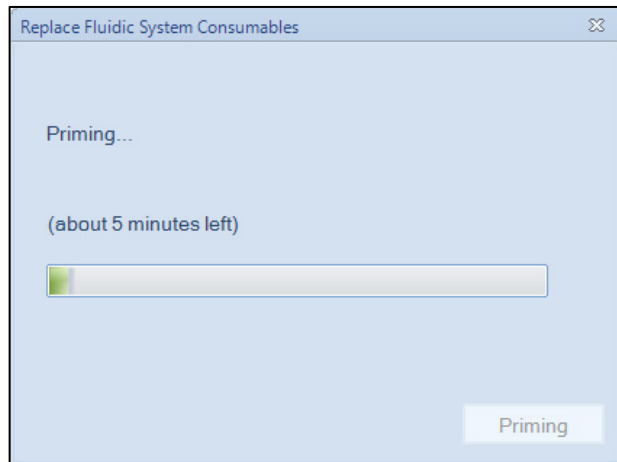 Replace Fluidic System Consumables
Priming...
(about 5 minutes left)
Priming